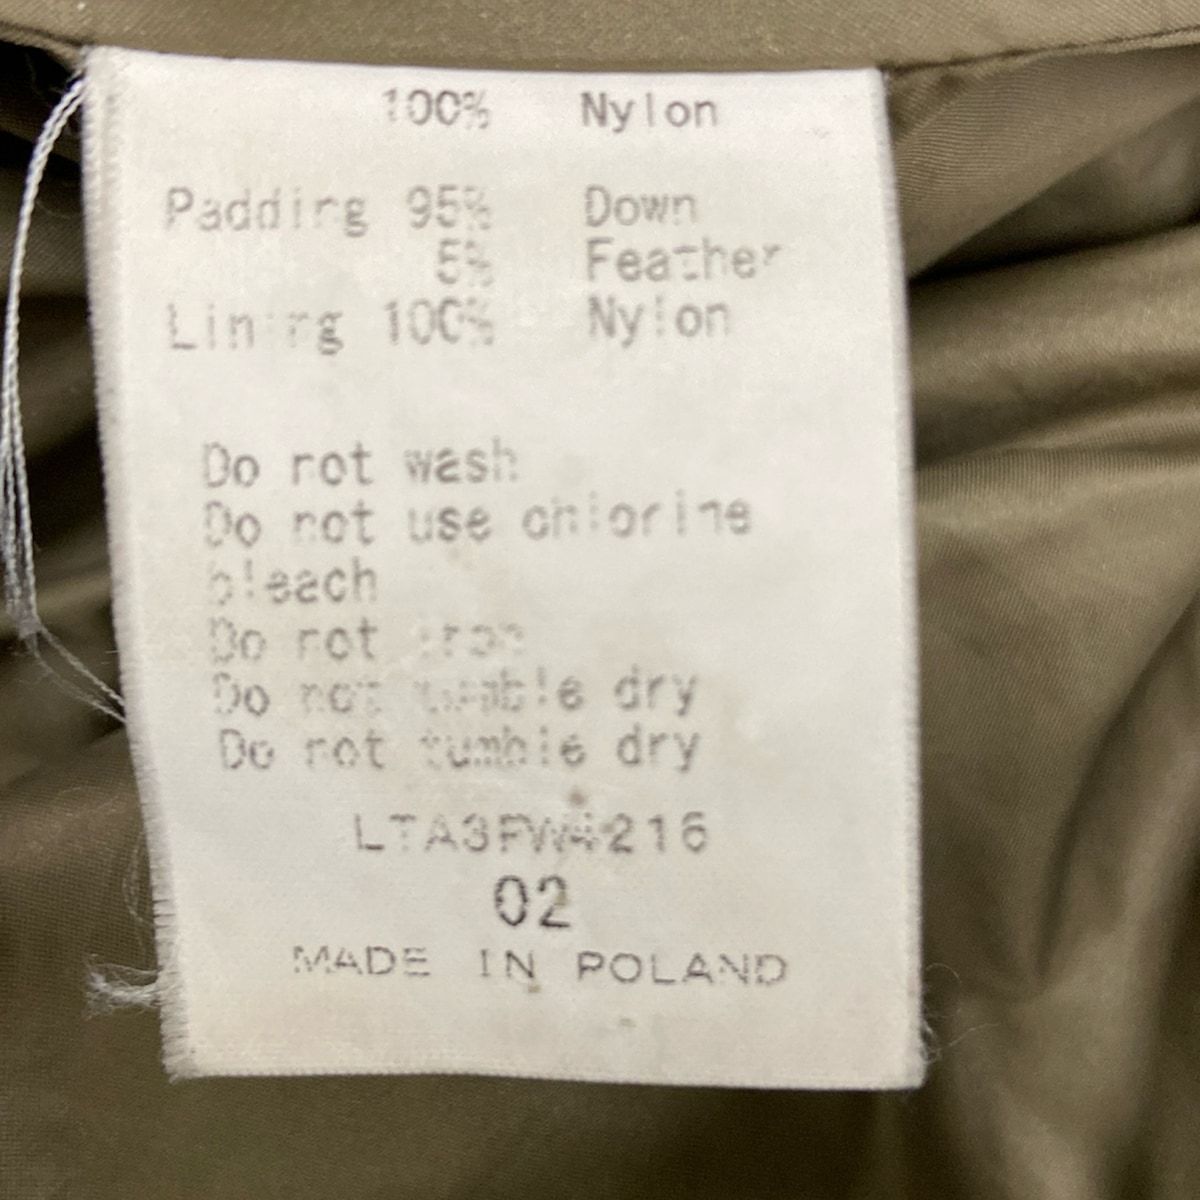 100% Nylon
Padding 95% Down
5% Feather
Lining 100% Nylon
Do not wash
Do not use chlorine
bleach
Do not iron
Do not tumble dry
Do not tumble dry
LTA3FW4216
02
MADE IN POLAND